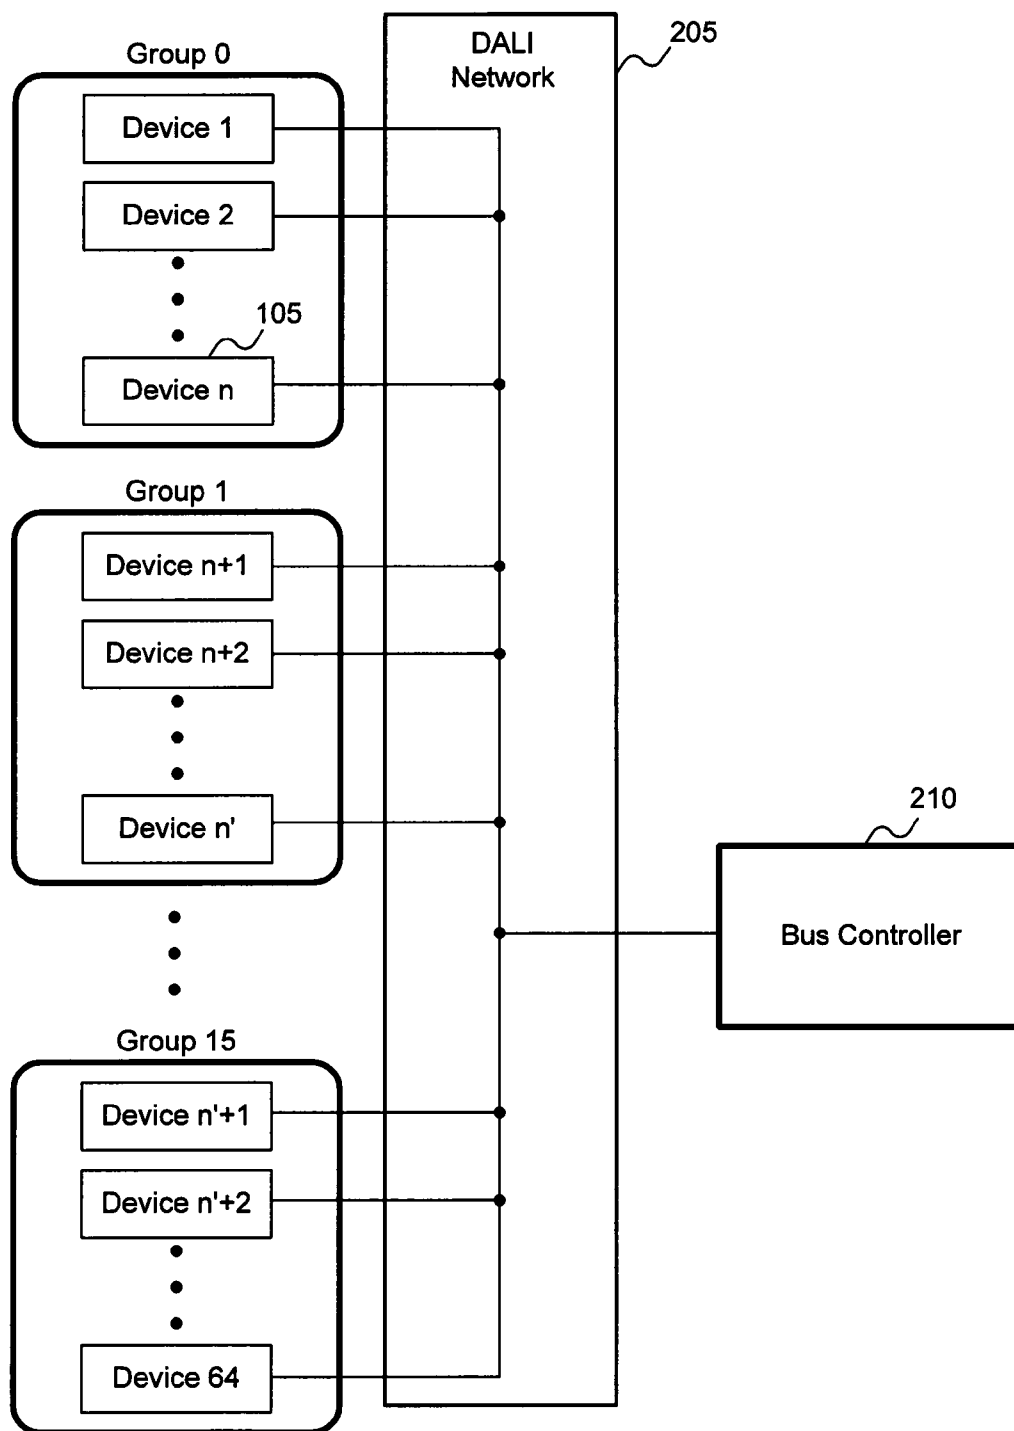 DALI
Network
205
Group 0
Device 1
Device 2
105
Device n
Group 1
Device n+1
Device n+2
Device n'
210
Bus Controller
Group 15
Device n'+1
Device n'+2
Device 64